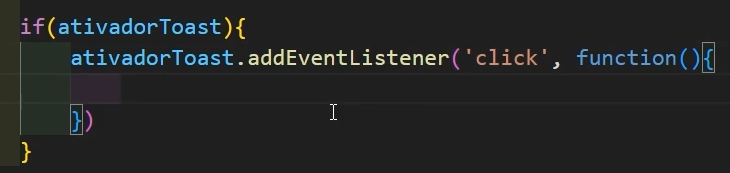 if(ativadorToast){
ativadorToast.addEventListener('click', function(){
})
}